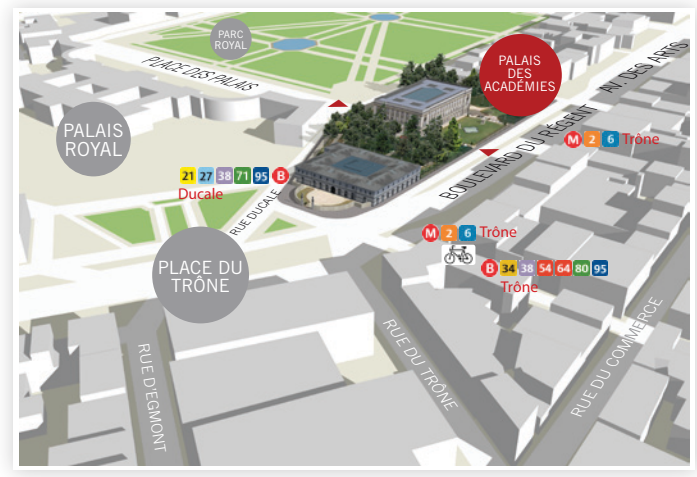 PARC
ROYAL
PLACE DES PALAIS
PALAIS
DES
ACADÉMIES
AV. DES ARTS
PALAIS
ROYAL
BOULEVARD DU RÉGENT
M 2 6 Trône
21 27 38 71 95 B
Ducale
RUE DUCALE
M 2 6 Trône
B 34 38 54 64 80 95
Trône
PLACE DU
TRÔNE
RUE D'EGMONT
RUE DU TRÔNE
RUE DU COMMERCE